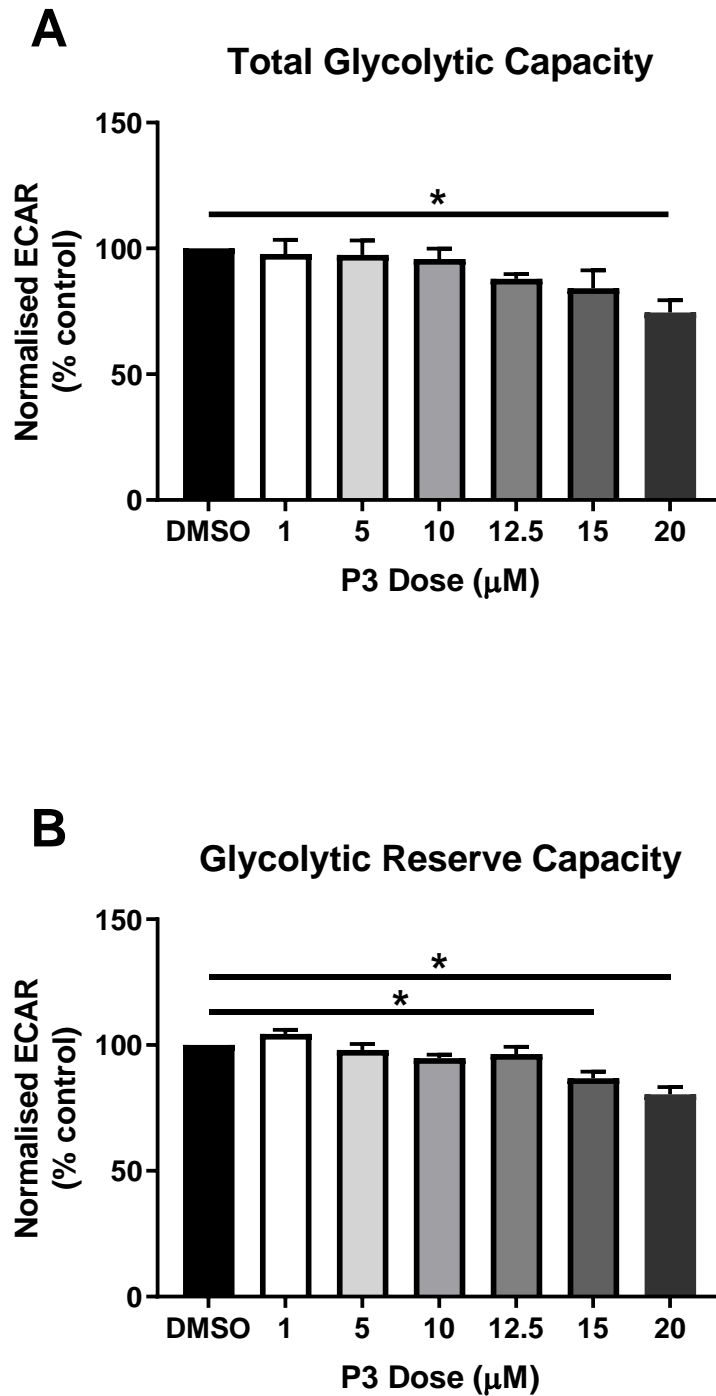 A
Total Glycolytic Capacity
Normalised ECAR
(% control)
150
100
50
0
*
DMSO 1 5 10 12.5 15 20
P3 Dose (μM)
B
Glycolytic Reserve Capacity
Normalised ECAR
(% control)
150
100
50
0
*
*
DMSO 1 5 10 12.5 15 20
P3 Dose (μM)